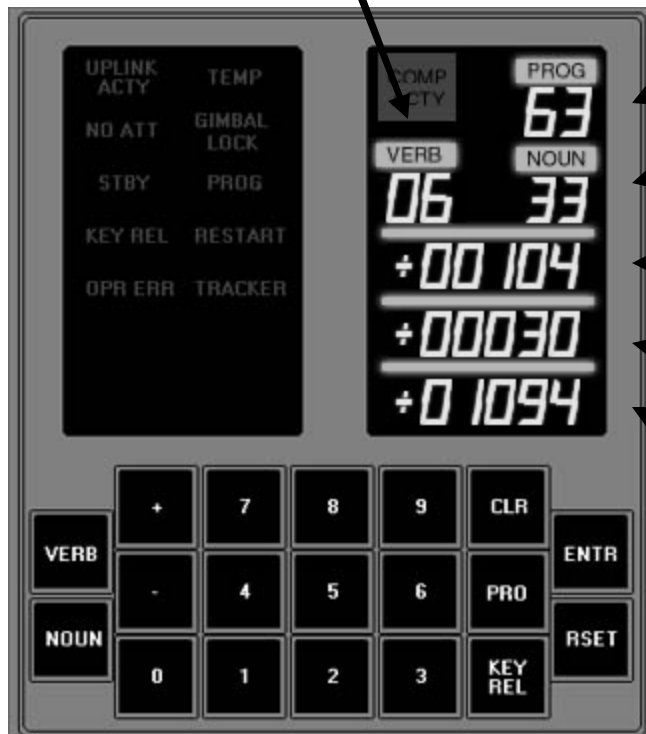 UPLINK ACTY TEMP
NO ATT GIMBAL LOCK
STBY PROG
KEY REL RESTART
OPR ERR TRACKER
COMP ACTY PROG
63
VERB NOUN
06 33
+00104
+00030
+01094
VERB + 7 8 9 CLR ENTR
NOUN - 4 5 6 PRO RSET
0 1 2 3 KEY REL